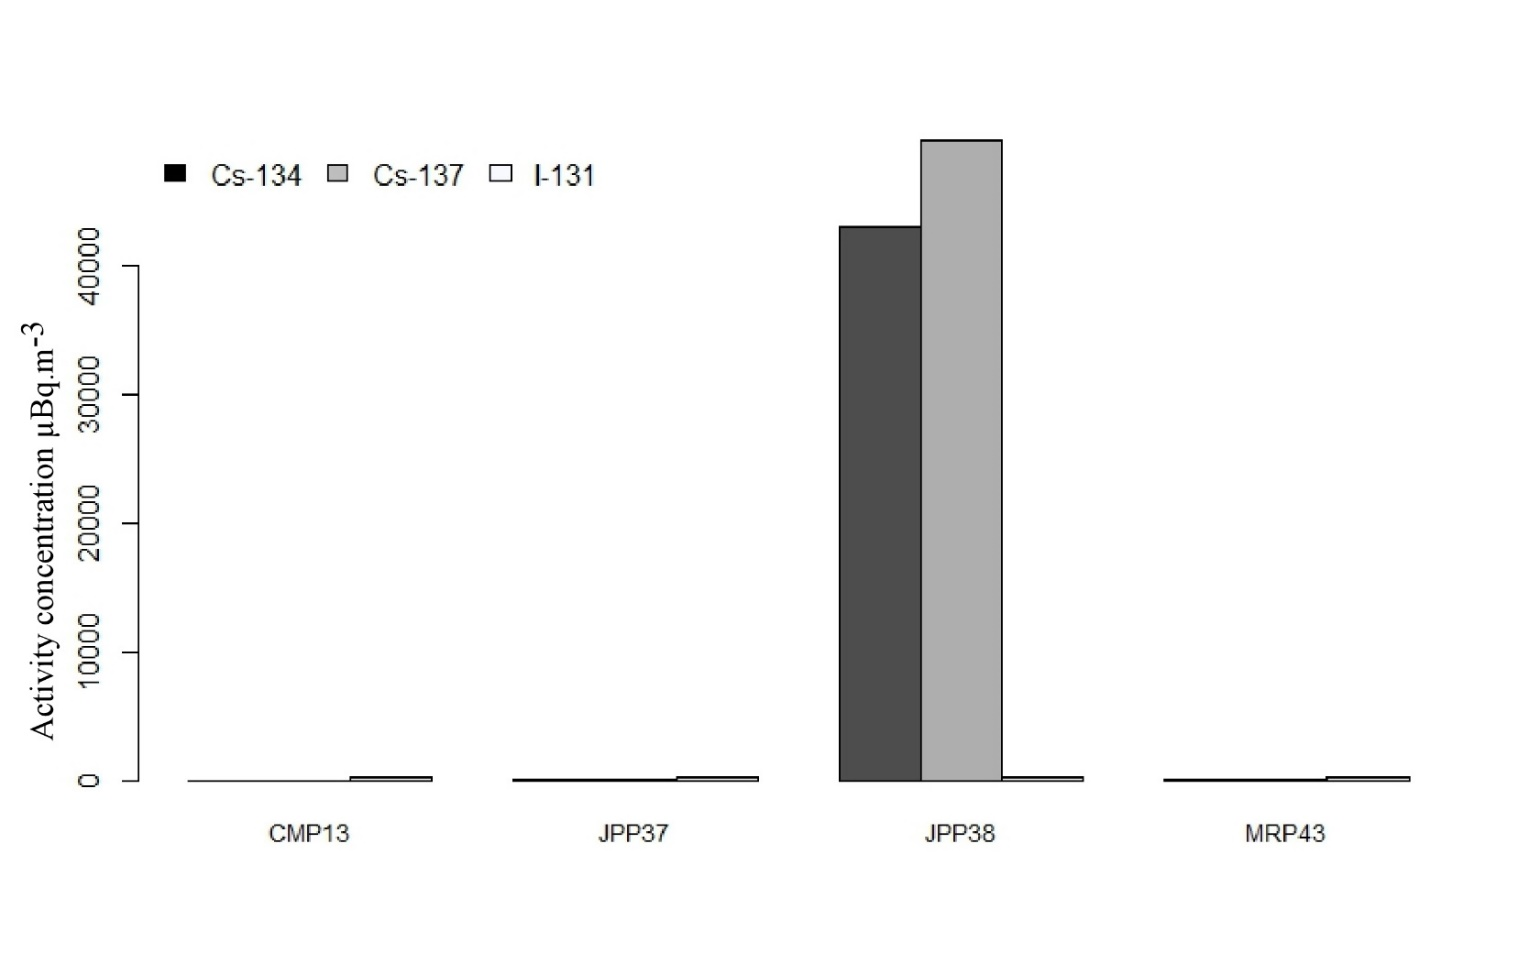 Cs-134 Cs-137 I-131
Activity concentration µBq.m-3
40000
30000
20000
10000
0
CMP13 JPP37 JPP38 MRP43